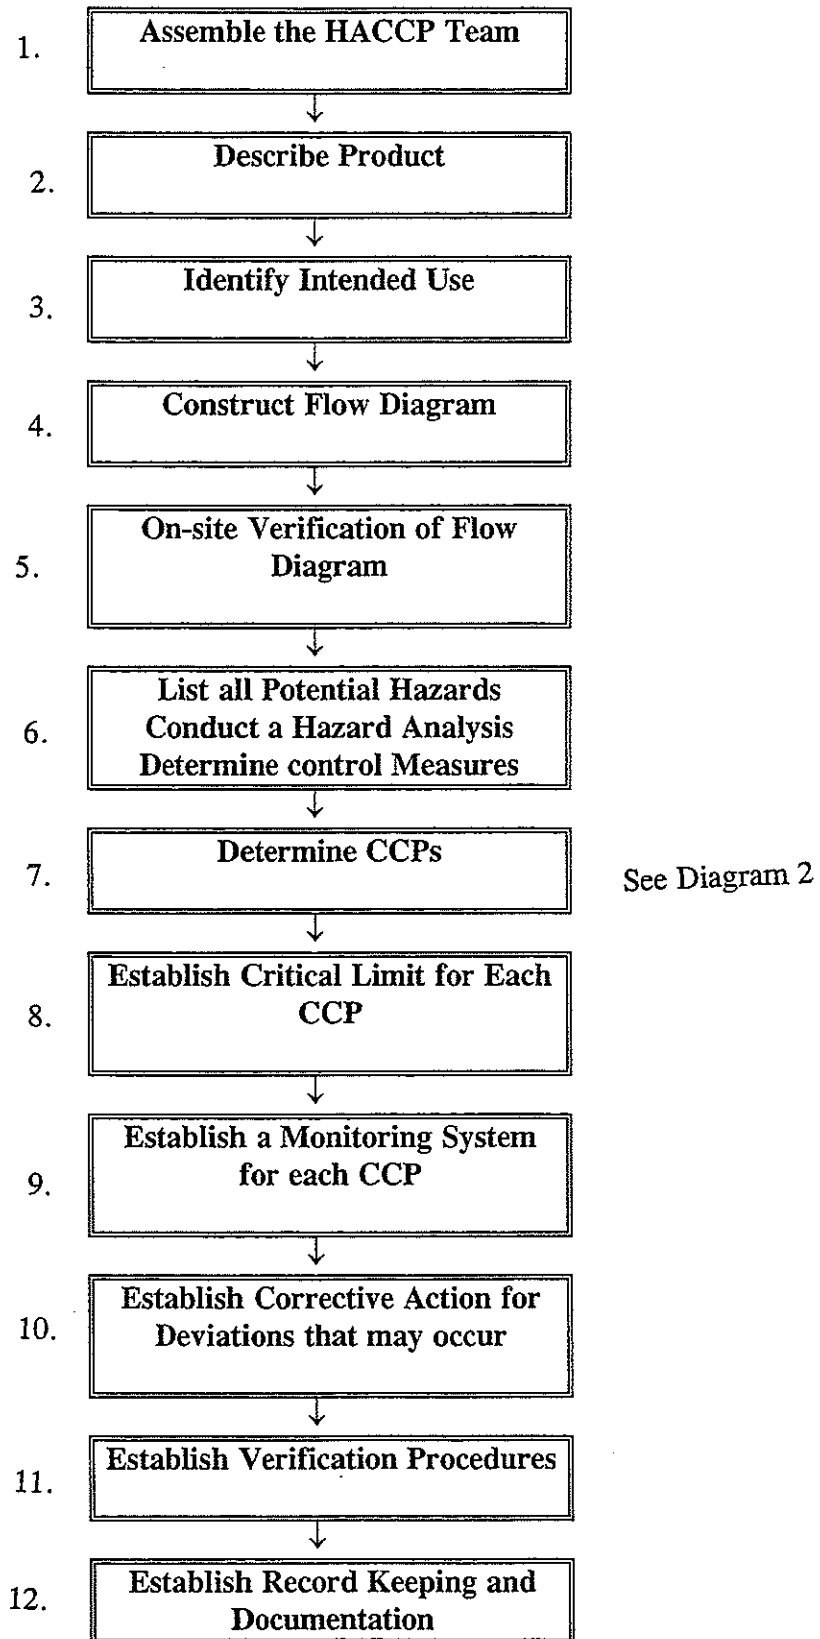 1.
Assemble the HACCP Team
2.
Describe Product
3.
Identify Intended Use
4.
Construct Flow Diagram
5.
On-site Verification of Flow
Diagram
6.
List all Potential Hazards
Conduct a Hazard Analysis
Determine control Measures
7.
Determine CCPs
See Diagram 2
8.
Establish Critical Limit for Each
CCP
9.
Establish a Monitoring System
for each CCP
10.
Establish Corrective Action for
Deviations that may occur
11.
Establish Verification Procedures
12.
Establish Record Keeping and
Documentation